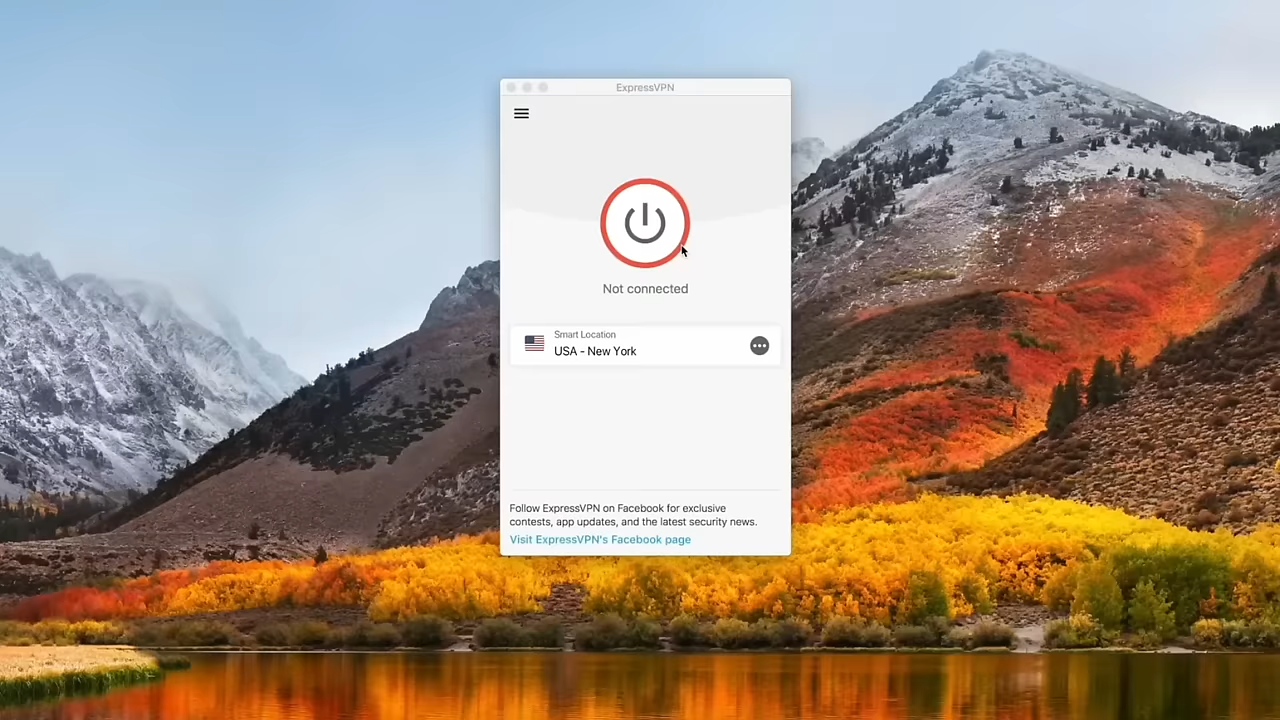 ExpressVPN
Not connected
Smart Location
USA - New York
Follow ExpressVPN on Facebook for exclusive
contests, app updates, and the latest security news.
Visit ExpressVPN's Facebook page